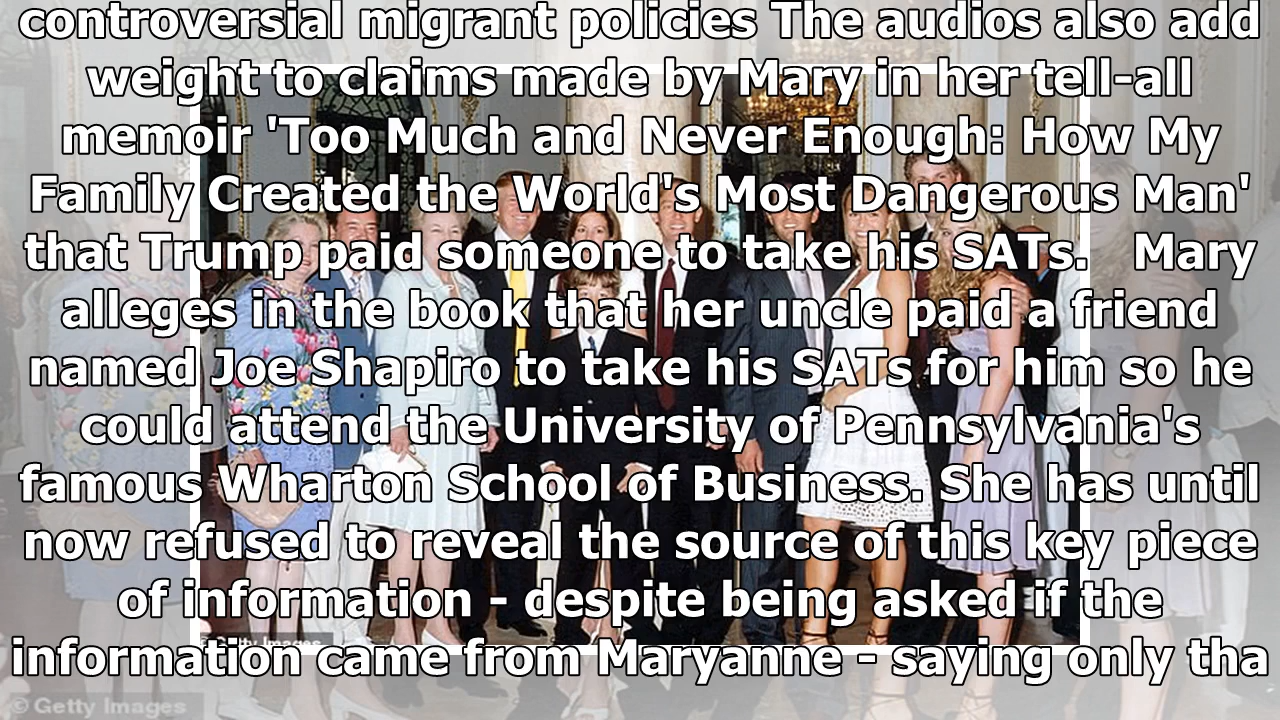 controversial migrant policies The audios also add
weight to claims made by Mary in her tell-all
memoir 'Too Much and Never Enough: How My
Family Created the World's Most Dangerous Man'
that Trump paid someone to take his SATs.   Mary
alleges in the book that her uncle paid a friend
named Joe Shapiro to take his SATs for him so he
could attend the University of Pennsylvania's
famous Wharton School of Business. She has until
now refused to reveal the source of this key piece
of information - despite being asked if the
© Getty Images
information came from Maryanne - saying only tha
© Getty Images